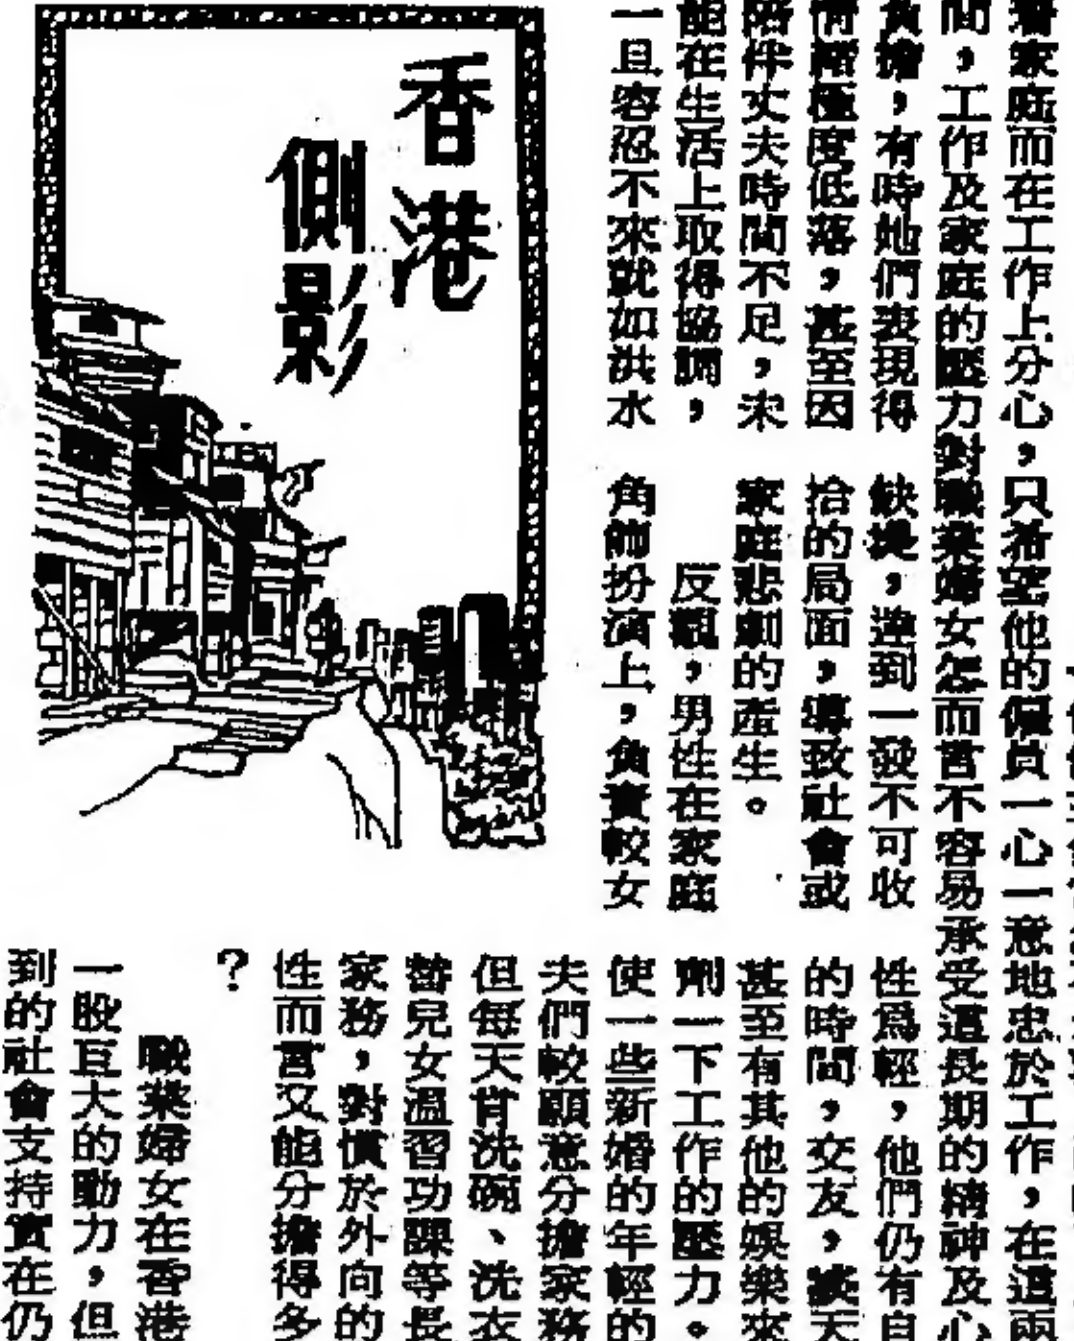 香港
側影
着家庭而在工作上分心,只希望他的僱員一心一意地忠於工作,在這兩
間,工作及家庭的壓力對職業婦女怎而言不容易承受這長期的精神及心
負擔,有時她們表現得
情緒極度低落,甚至因
陪伴丈夫時間不足,未
能在生活上取得協調,
一旦容忍不來就如洪水
缺堤,達到一發不可收
拾的局面,導致社會或
家庭悲劇的產生。
反觀,男性在家庭
角師扮演上,負責較女
性爲輕,他們仍有自
的時間,交友,談天
甚至有其他的娛樂來
劑一下工作的壓力。
使一些新婚的年輕的
夫們較願意分擔家務
但每天肯洗碗、洗衣
替兒女溫習功課等長
家務,對慣於外向的
性而言又能分擔得多
?
職業婦女在香港
一股巨大的動力,但
到的社會支持實在仍